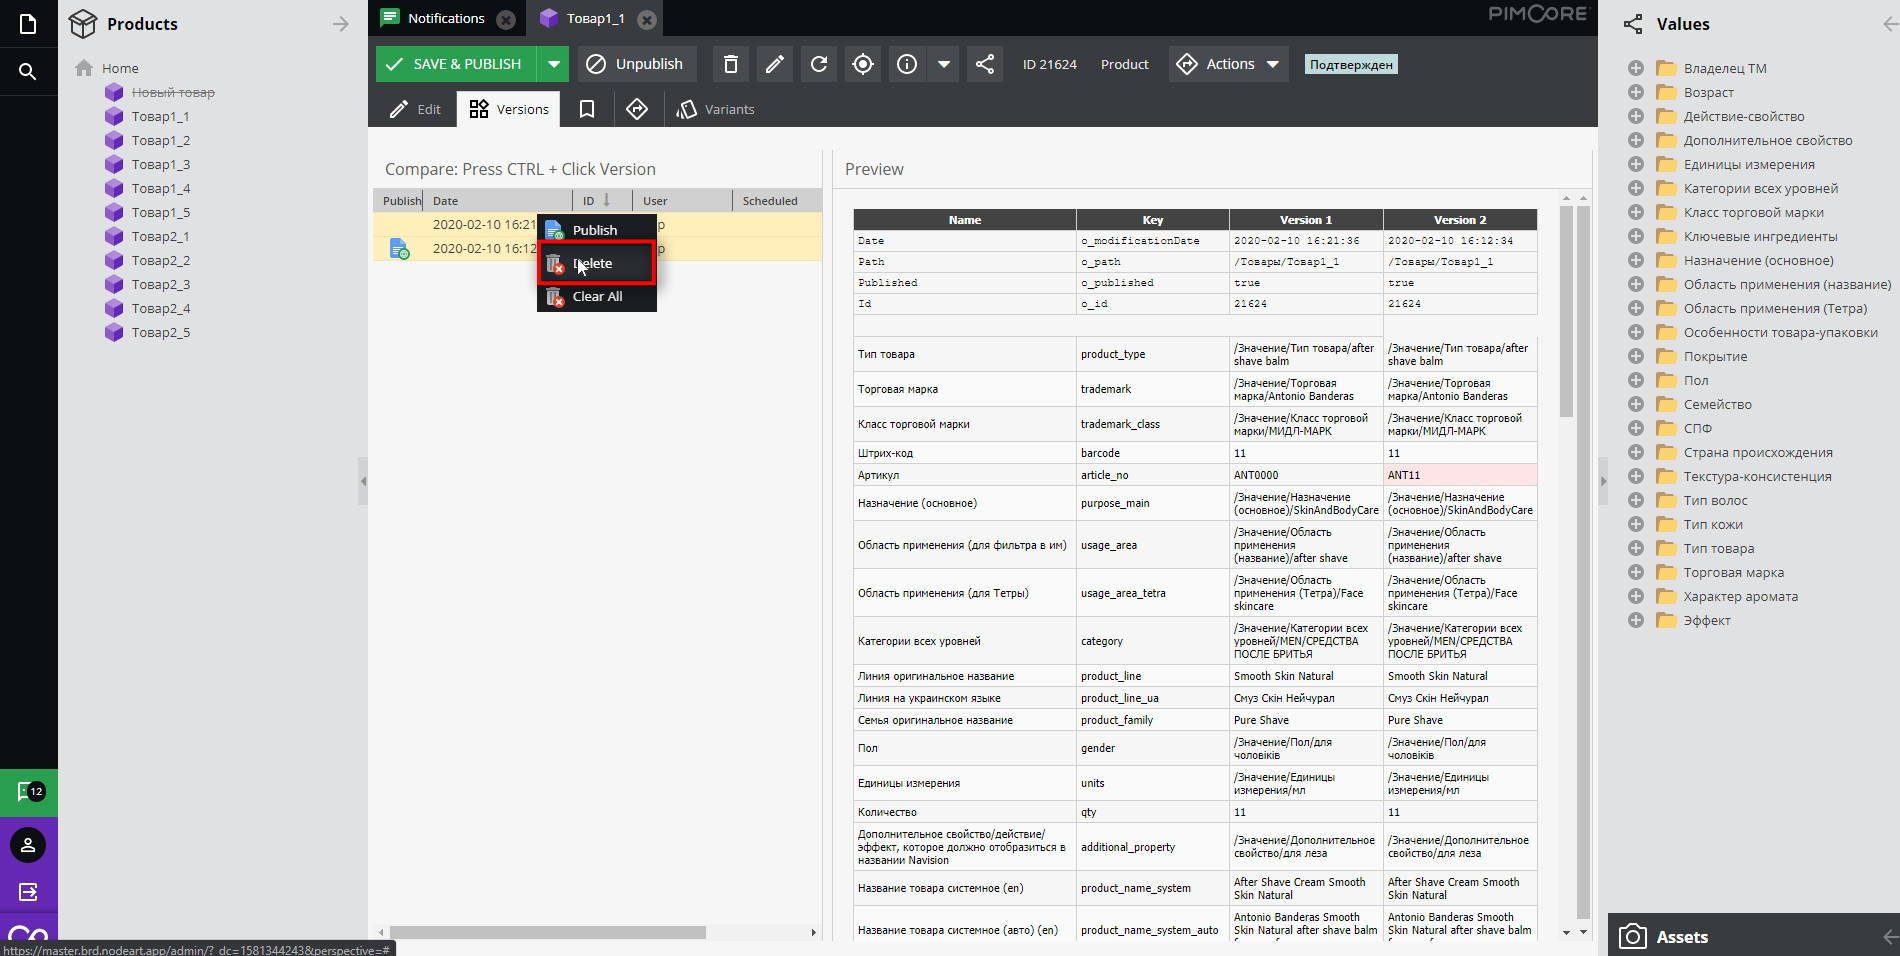 Products
Home
Новый товар
Товар1_1
Товар1_2
Товар1_3
Товар1_4
Товар1_5
Товар2_1
Товар2_2
Товар2_3
Товар2_4
Товар2_5
12
https://master.brd.nodeart.app/admin/?_dc=1581344243&perspective=#
Notifications
Товар1_1
PIMCORE
SAVE & PUBLISH
Unpublish
ID 21624
Product
Actions
Подтвержден
Edit
Versions
Variants
Compare: Press CTRL + Click Version
Publish Date ID User Scheduled
2020-02-10 16:21
2020-02-10 16:12
Publish
Delete
Clear All
Preview
Name Key Version 1 Version 2
Date o_modificationDate 2020-02-10 16:21:36 2020-02-10 16:12:34
Path o_path /Товары/Товар1_1 /Товары/Товар1_1
Published o_published true true
Id o_id 21624 21624
Тип товара product_type /Значение/Тип товара/after /Значение/Тип товара/after
shave balm shave balm
Торговая марка trademark /Значение/Торговая /Значение/Торговая
марка/Antonio Banderas марка/Antonio Banderas
Класс торговой марки trademark_class /Значение/Класс торговой /Значение/Класс торговой
марки/МИДЛ-МАРК марки/МИДЛ-МАРК
Штрих-код barcode 11 11
Артикул article_no ANT0000 ANT11
Назначение (основное) purpose_main /Значение/Назначение /Значение/Назначение
(основное)/SkinAndBodyCare (основное)/SkinAndBodyCare
Область применения (для фильтра в им) usage_area /Значение/Область /Значение/Область
применения применения
(название)/after shave (название)/after shave
Область применения (для Тетры) usage_area_tetra /Значение/Область /Значение/Область
применения (Тетра)/Face применения (Тетра)/Face
skincare skincare
Категории всех уровней category /Значение/Категории всех /Значение/Категории всех
уровней/MEN/СРЕДСТВА уровней/MEN/СРЕДСТВА
ПОСЛЕ БРИТЬЯ ПОСЛЕ БРИТЬЯ
Линия оригинальное название product_line Smooth Skin Natural Smooth Skin Natural
Линия на украинском языке product_line_ua Смуз Скін Нейчурал Смуз Скін Нейчурал
Семья оригинальное название product_family Pure Shave Pure Shave
Пол gender /Значение/Пол/для /Значение/Пол/для
чоловіків чоловіків
Единицы измерения units /Значение/Единицы /Значение/Единицы
измерения/мл измерения/мл
Количество qty 11 11
Дополнительное свойство/действие/
эффект, которое должно отобразиться в
названии Navision additional_property /Значение/Дополнительное /Значение/Дополнительное
свойство/для леза свойство/для леза
Название товара системное (en) product_name_system After Shave Cream Smooth After Shave Cream Smooth
Skin Natural Skin Natural
Название товара системное (авто) (en) product_name_system_auto Antonio Banderas Smooth Antonio Banderas Smooth
Skin Natural after shave balm Skin Natural after shave balm
Values
Владелец ТМ
Возраст
Действие-свойство
Дополнительное свойство
Единицы измерения
Категории всех уровней
Класс торговой марки
Ключевые ингредиенты
Назначение (основное)
Область применения (название)
Область применения (Тетра)
Особенности товара-упаковки
Покрытие
Пол
Семейство
СПФ
Страна происхождения
Текстура-консистенция
Тип волос
Тип кожи
Тип товара
Торговая марка
Характер аромата
Эффект
Assets